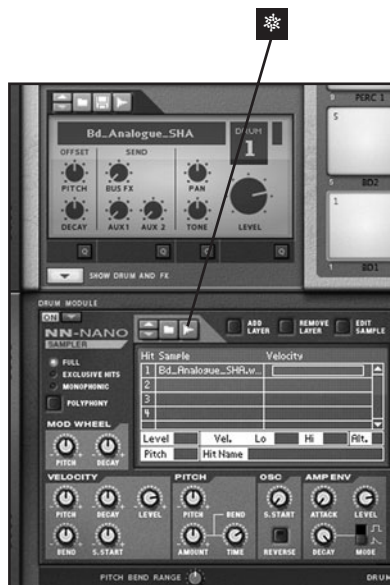 9 PERC 1
5
Bd_Analogue_SHA
DRUM
1
OFFSET SEND
PITCH BUS FX PAN
5 BD2
1
DECAY AUX1 AUX 2 TONE LEVEL
Q Q Q Q
SHOW DRUM AND FX
1 BD1
DRUM MODULE
ON
NN-NANO
SAMPLER
ADD LAYER
REMOVE LAYER
EDIT SAMPLE
FULL
EXCLUSIVE HITS
MONOPHONIC
POLYPHONY
Hit Sample Velocity
1 Bd_Analogue_SHA.w...
2
3
4
Level Vel. Lo Hi Alt.
Pitch Hit Name
MOD WHEEL
PITCH DECAY
VELOCITY PITCH OSC AMP ENV
PITCH DECAY LEVEL PITCH BEND S.START ATTACK LEVEL
BEND S.START AMOUNT TIME REVERSE DECAY MODE
PITCH BEND RANGE DRUM